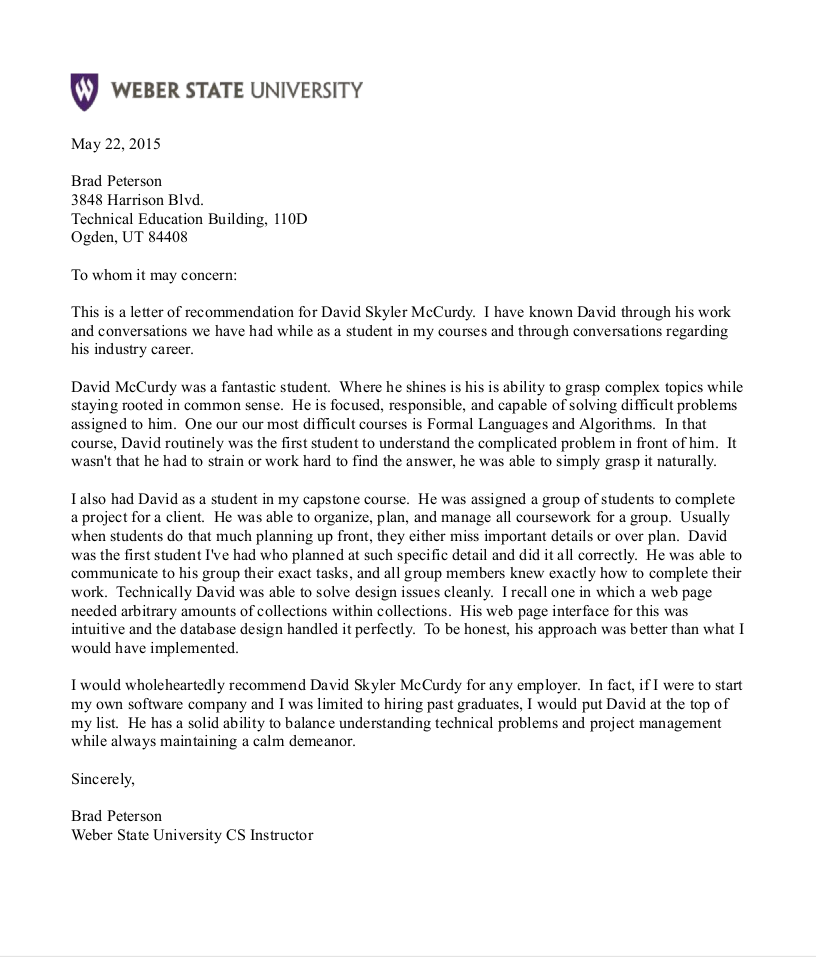 WEBER STATE UNIVERSITY
May 22, 2015
Brad Peterson
3848 Harrison Blvd.
Technical Education Building, 110D
Ogden, UT 84408
To whom it may concern:
This is a letter of recommendation for David Skyler McCurdy.  I have known David through his work
and conversations we have had while as a student in my courses and through conversations regarding
his industry career.
David McCurdy was a fantastic student.  Where he shines is his is ability to grasp complex topics while
staying rooted in common sense.  He is focused, responsible, and capable of solving difficult problems
assigned to him.  One our our most difficult courses is Formal Languages and Algorithms.  In that
course, David routinely was the first student to understand the complicated problem in front of him.  It
wasn't that he had to strain or work hard to find the answer, he was able to simply grasp it naturally.
I also had David as a student in my capstone course.  He was assigned a group of students to complete
a project for a client.  He was able to organize, plan, and manage all coursework for a group.  Usually
when students do that much planning up front, they either miss important details or over plan.  David
was the first student I've had who planned at such specific detail and did it all correctly.  He was able to
communicate to his group their exact tasks, and all group members knew exactly how to complete their
work.  Technically David was able to solve design issues cleanly.  I recall one in which a web page
needed arbitrary amounts of collections within collections.  His web page interface for this was
intuitive and the database design handled it perfectly.  To be honest, his approach was better than what I
would have implemented.
I would wholeheartedly recommend David Skyler McCurdy for any employer.  In fact, if I were to start
my own software company and I was limited to hiring past graduates, I would put David at the top of
my list.  He has a solid ability to balance understanding technical problems and project management
while always maintaining a calm demeanor.
Sincerely,
Brad Peterson
Weber State University CS Instructor